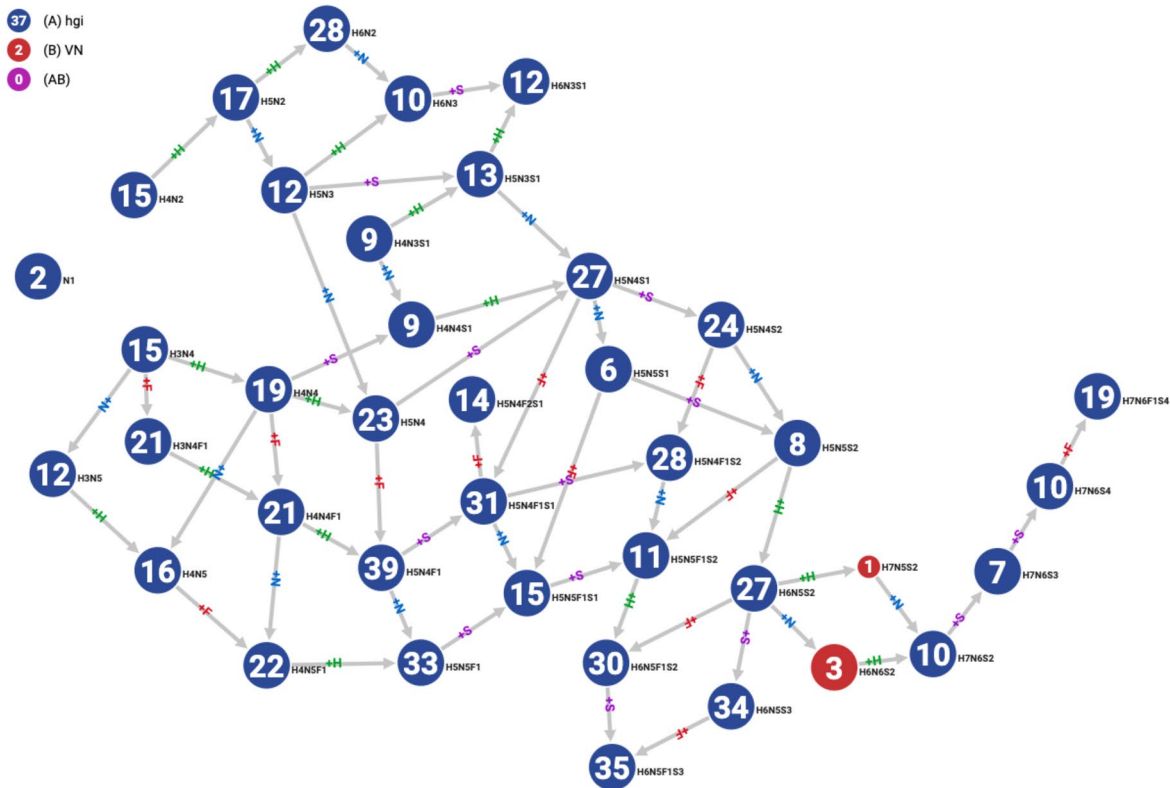 37 (A) hgi
2 (B) VN
0 (AB)
28 H6N2
+H
+N
17 H5N2
10 H6N3
+S
12 H6N3S1
+H
+N
+H
+H
15 H4N2
12 H5N3
+S
13 H5N3S1
9 H4N3S1
+H
+N
+N
2 N1
+N
27 H5N4S1
+S
+H
9 H4N4S1
+N
24 H5N4S2
15 H3N4
+H
+S
+S
19 H4N4
+H
23 H5N4
14 H5N4F2S1
+F
6 H5N5S1
+S
+F
+N
+N
+F
19 H7N6F1S4
21 H3N4F1
+H
+N
+F
12 H3N5
+F
+F
+S
+F
28 H5N4F1S2
8 H5N5S2
+F
+H
21 H4N4F1
+H
31 H5N4F1S1
+N
+N
+F
+H
10 H7N6S4
+S
16 H4N5
+F
+N
39 H5N4F1
+S
+N
15 H5N5F1S1
+S
11 H5N5F1S2
+H
27 H6N5S2
+H
1 H7N5S2
+N
7 H7N6S3
+S
22 H4N5F1
+H
33 H5N5F1
+S
30 H6N5F1S2
+F
+S
+N
3 H6N6S2
+H
10 H7N6S2
+S
34 H6N5S3
+F
35 H6N5F1S3